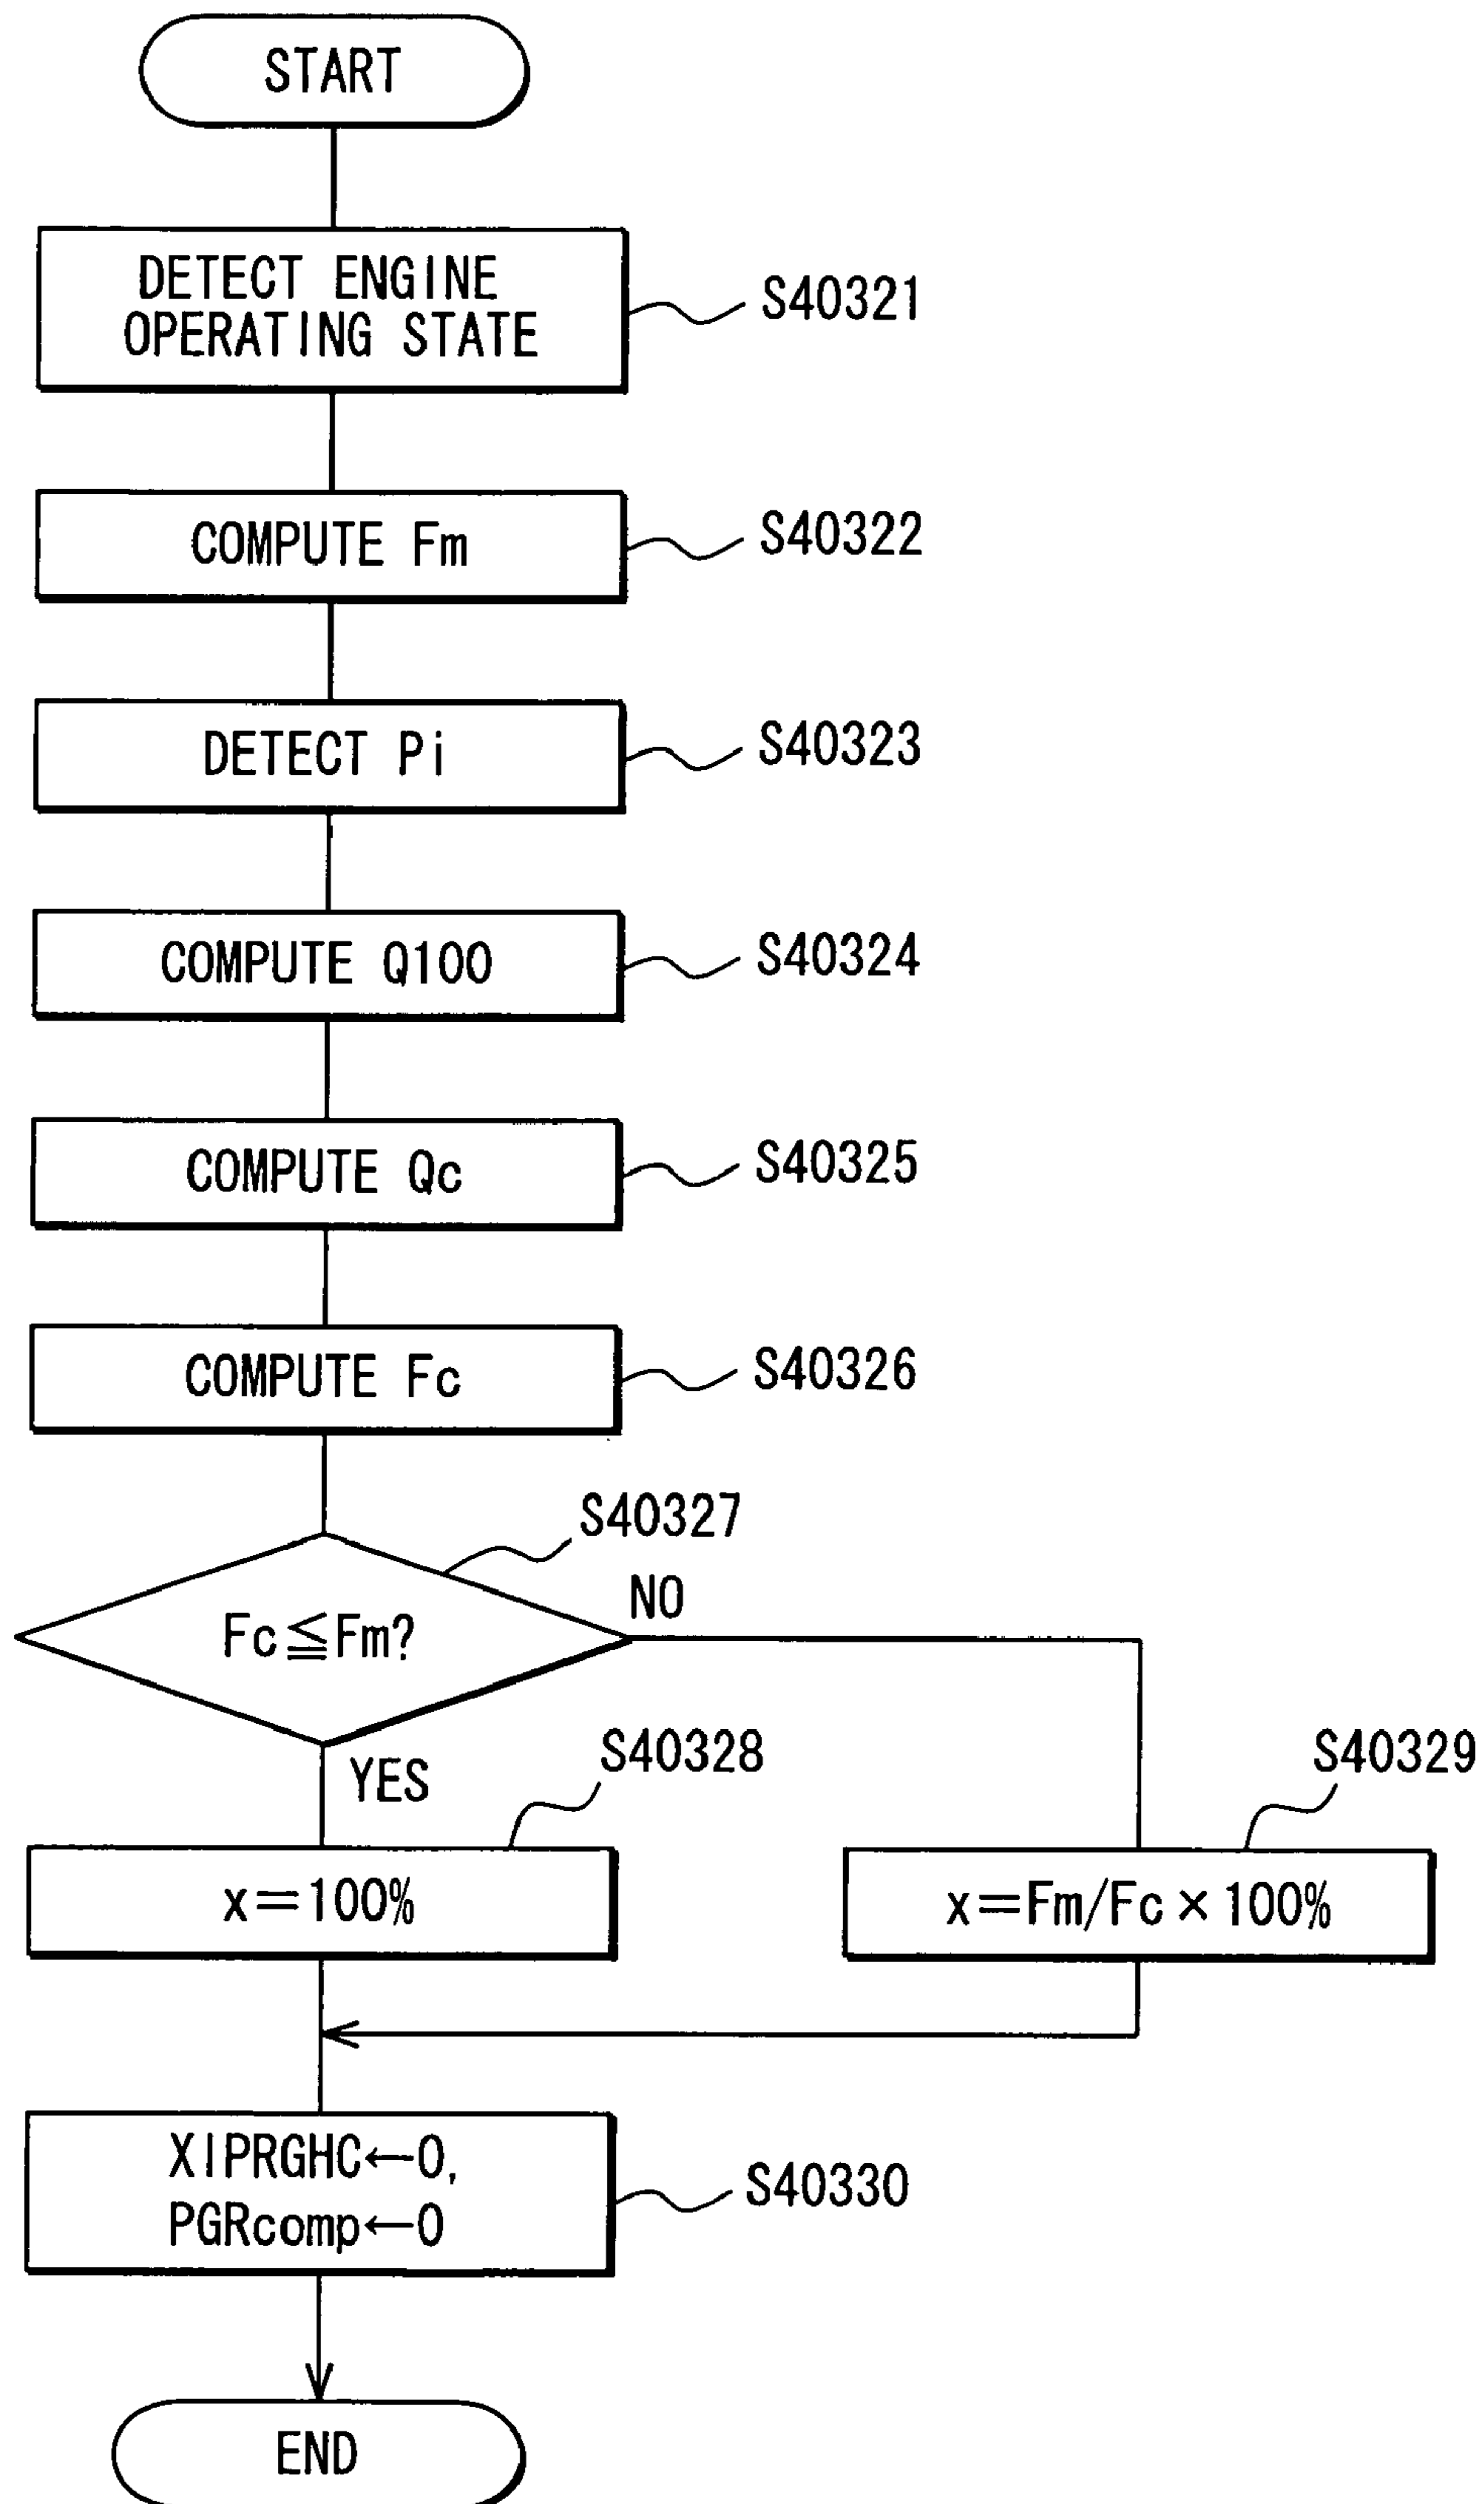 START
DETECT ENGINE
OPERATING STATE
S40321
COMPUTE Fm
S40322
DETECT Pi
S40323
COMPUTE Q100
S40324
COMPUTE Qc
S40325
COMPUTE Fc
S40326
S40327
Fc≦Fm?
NO
YES
S40328
S40329
x=100%
x=Fm/Fc×100%
XIPRGHC←0,
PGRcomp←0
S40330
END